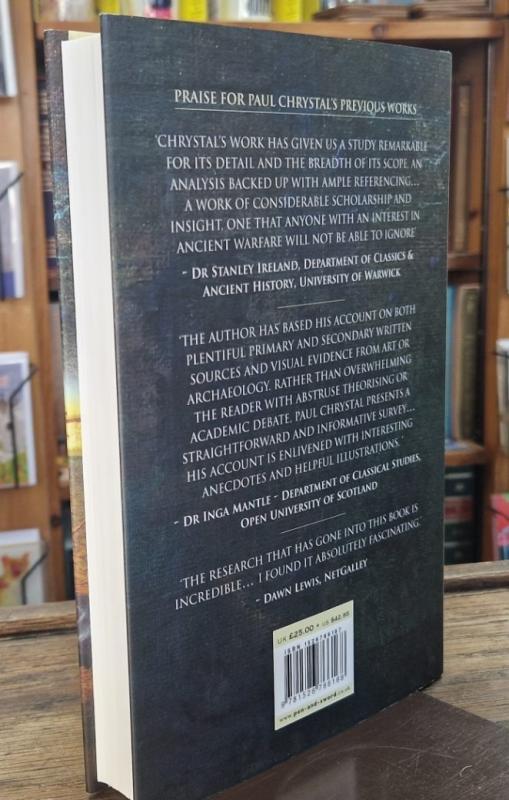 PRAISE FOR PAUL CHRYSTAL'S PREVIOUS WORKS
'CHRYSTAL'S WORK HAS GIVEN US A STUDY REMARKABLE
FOR ITS DETAIL AND THE BREADTH OF ITS SCOPE, AN
ANALYSIS BACKED UP WITH AMPLE REFERENCING...
A WORK OF CONSIDERABLE SCHOLARSHIP AND
INSIGHT, ONE THAT ANYONE WITH AN INTEREST IN
ANCIENT WARFARE WILL NOT BE ABLE TO IGNORE'
- DR STANLEY IRELAND, DEPARTMENT OF CLASSICS &
ANCIENT HISTORY, UNIVERSITY OF WARWICK
'THE AUTHOR HAS BASED HIS ACCOUNT ON BOTH
PLENTIFUL PRIMARY AND SECONDARY WRITTEN
SOURCES AND VISUAL EVIDENCE FROM ART OR
ARCHAEOLOGY. RATHER THAN OVERWHELMING
THE READER WITH ABSTRUSE THEORISING OR
ACADEMIC DEBATE, PAUL CHRYSTAL PRESENTS A
STRAIGHTFORWARD AND INFORMATIVE SURVEY...
HIS ACCOUNT IS ENLIVENED WITH INTERESTING
ANECDOTES AND HELPFUL ILLUSTRATIONS.'
- DR INGA MANTLE - DEPARTMENT OF CLASSICAL STUDIES,
OPEN UNIVERSITY OF SCOTLAND
'THE RESEARCH THAT HAS GONE INTO THIS BOOK IS
INCREDIBLE... I FOUND IT ABSOLUTELY FASCINATING.'
- DAWN LEWIS, NETGALLEY
UK £25.00 • US $42.95
www.pen-and-sword.co.uk